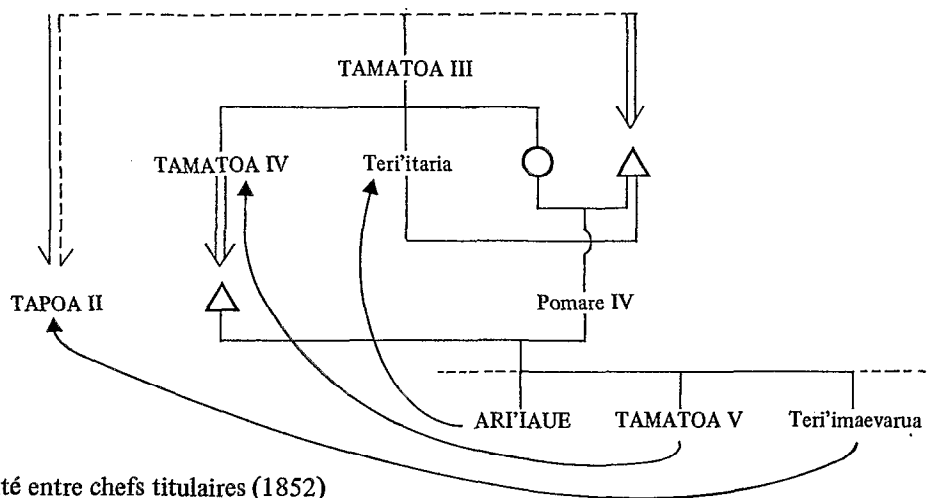 TAMATOA III
TAMATOA IV
Teri'itaria
TAPOA II
Pomare IV
ARI'IAUE
TAMATOA V
Teri'imaevarua
té entre chefs titulaires (1852)